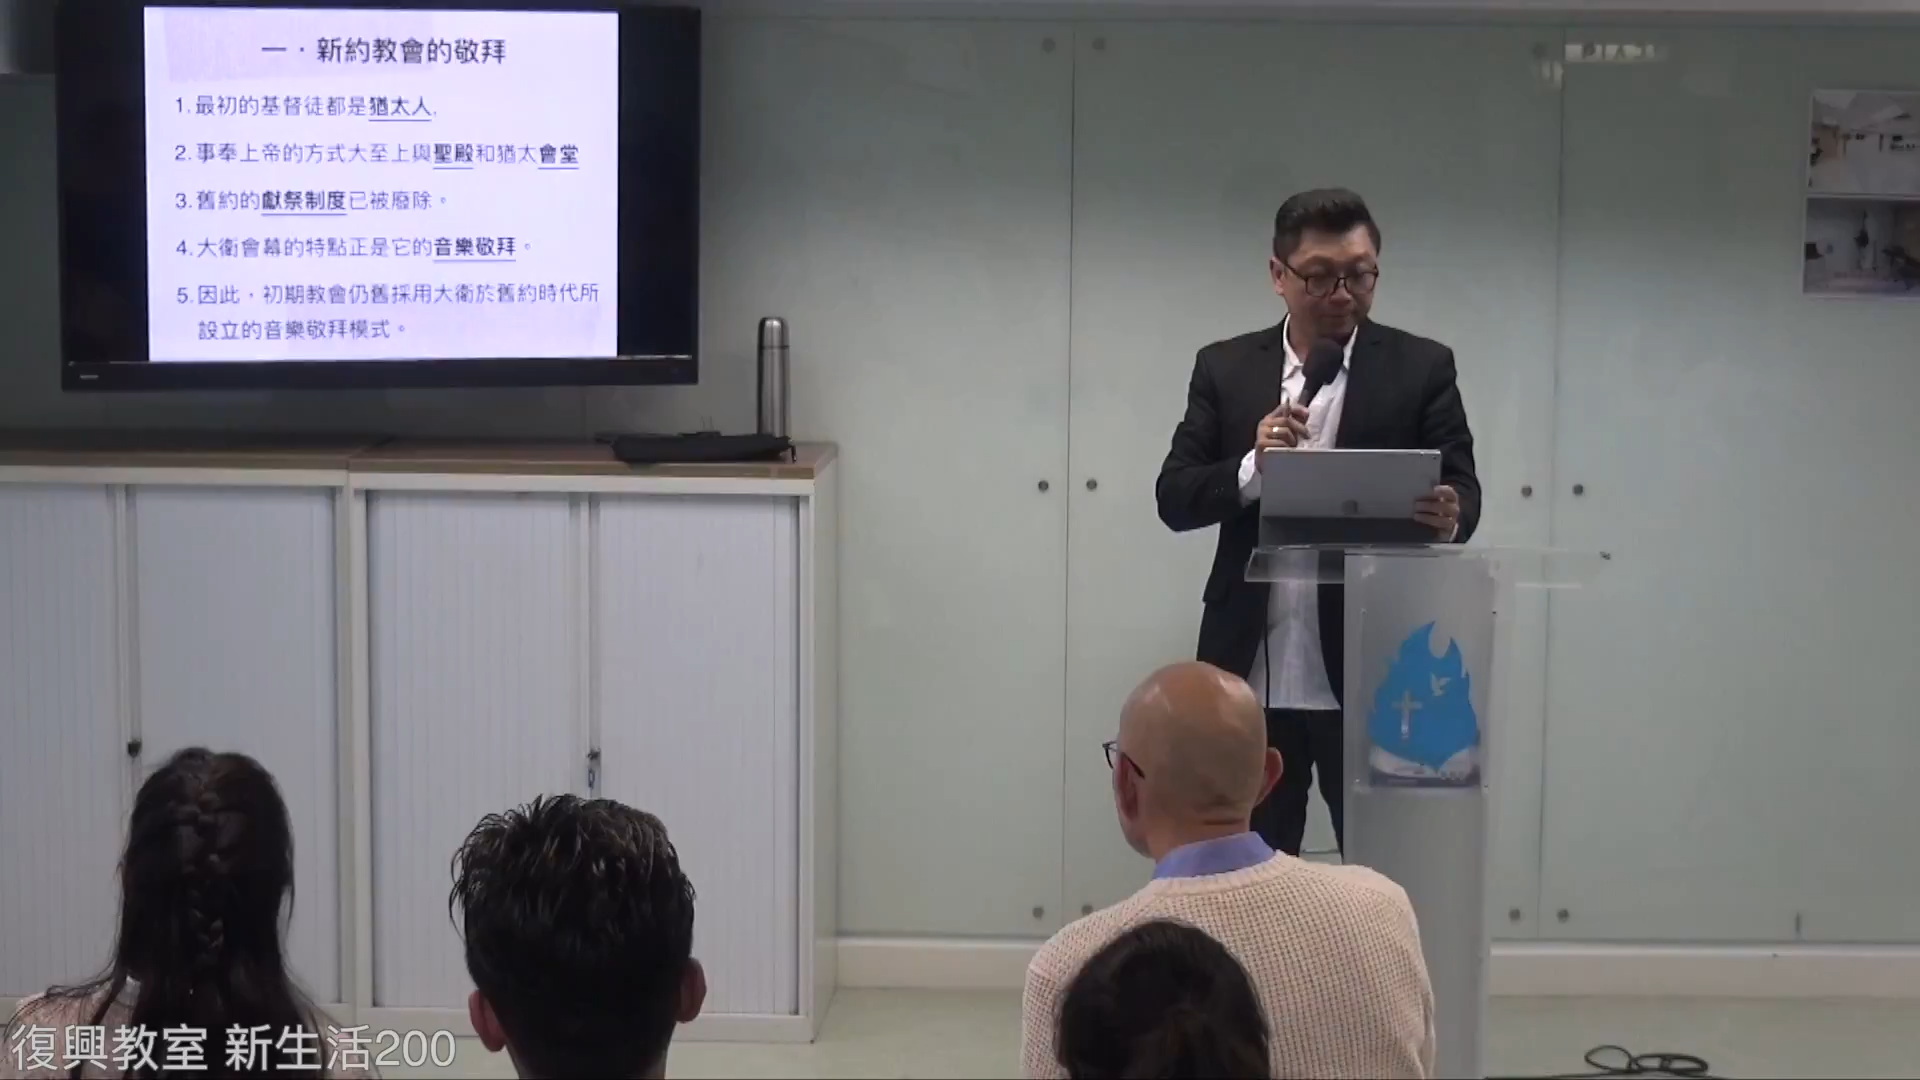 一．新約教會的敬拜
1. 最初的基督徒都是猶太人,
2. 事奉上帝的方式大至上與聖殿和猶太會堂
3. 舊約的獻祭制度已被廢除。
4. 大衛會幕的特點正是它的音樂敬拜。
5. 因此，初期教會仍舊採用大衛於舊約時代所
設立的音樂敬拜模式。
復興教室 新生活200